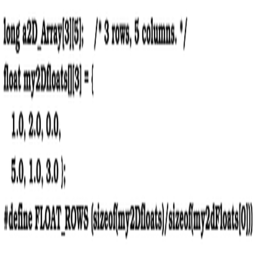 long a2D_Array[3][5];   /* 3 rows, 5 columns. */
float my2Dfloats[][3] = {
1.0, 2.0, 0.0,
5.0, 1.0, 3.0 };
#define FLOAT_ROWS (sizeof(my2Dfloats)/sizeof(my2dFloats[0]))